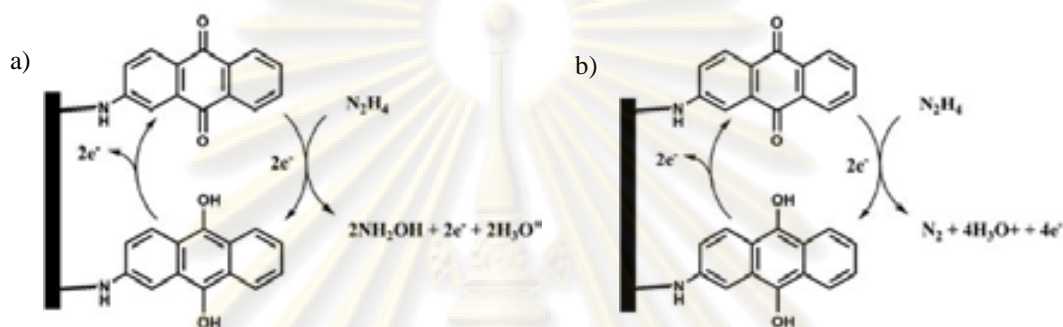 a)
O
N₂H₄
N
H
O
2e⁻
2e⁻
OH
2NH₂OH + 2e⁻ + 2H₃O⁺
N
H
OH
b)
O
N₂H₄
N
H
O
2e⁻
2e⁻
OH
N₂ + 4H₃O+ + 4e⁻
N
H
OH